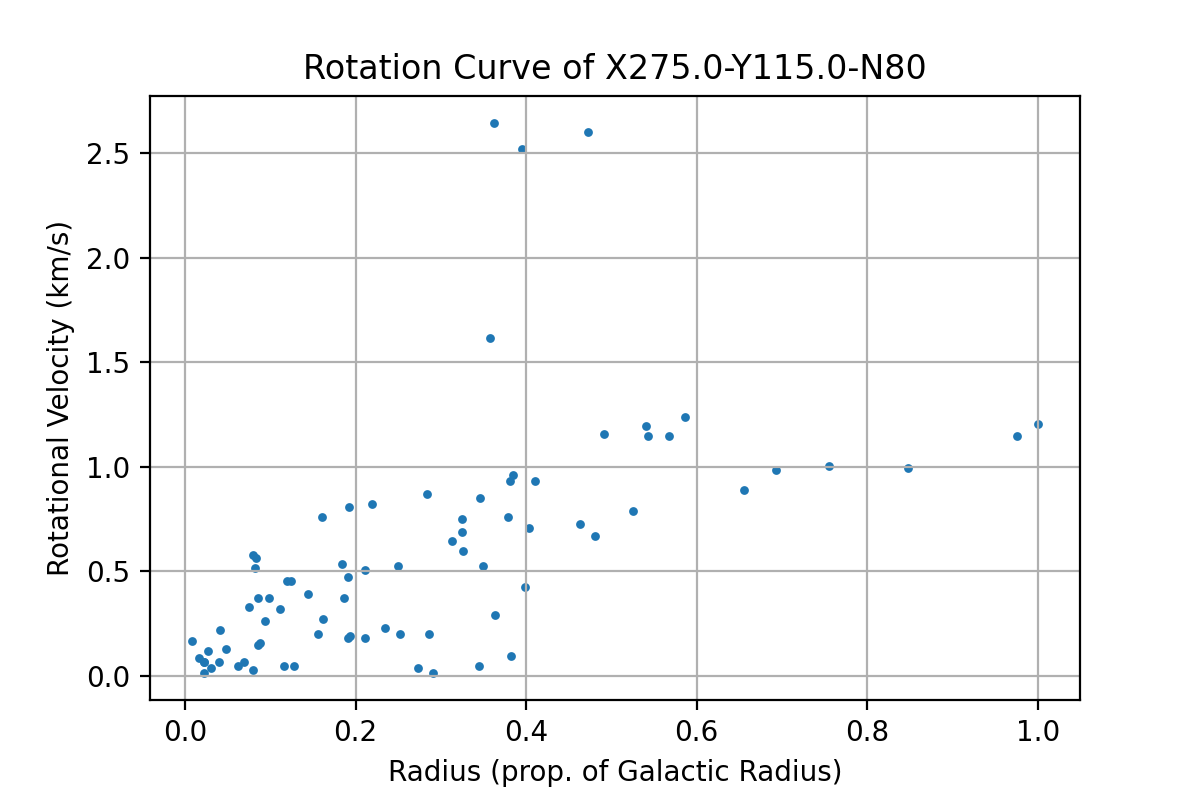 Rotation Curve of X275.0-Y115.0-N80
2.5
2.0
1.5
1.0
0.5
0.0
Rotational Velocity (km/s)
0.0 0.2 0.4 0.6 0.8 1.0
Radius (prop. of Galactic Radius)